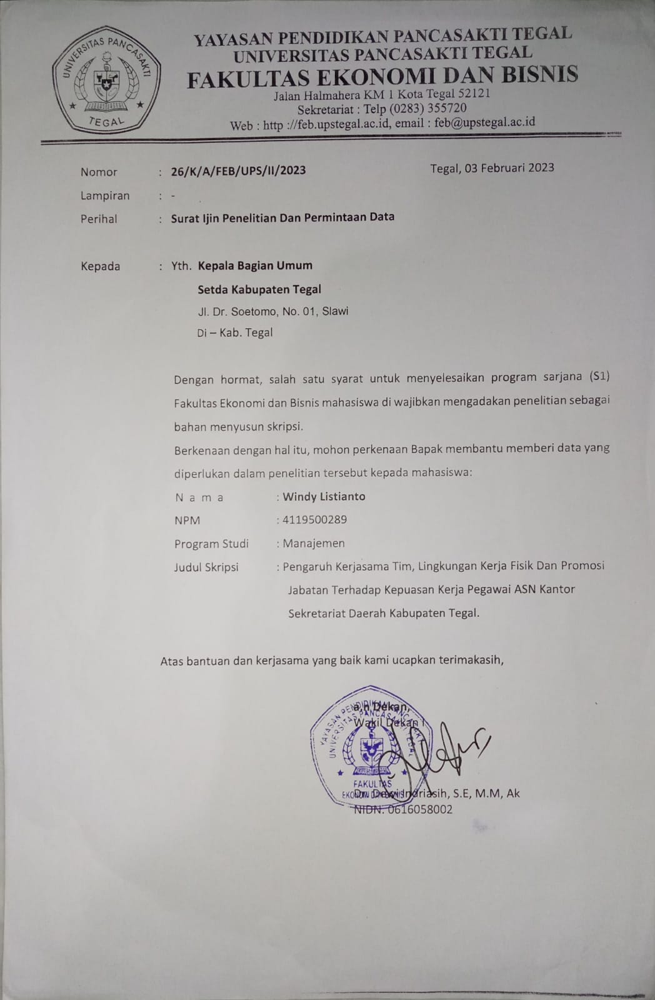 UNIVERSITAS PANCASAKTI
TEGAL
YAYASAN PENDIDIKAN PANCASAKTI TEGAL
UNIVERSITAS PANCASAKTI TEGAL
FAKULTAS EKONOMI DAN BISNIS
Jalan Halmahera KM 1 Kota Tegal 52121
Sekretariat : Telp (0283) 355720
Web : http ://feb.upstegal.ac.id, email : feb@upstegal.ac.id
Nomor : 26/K/A/FEB/UPS/II/2023 Tegal, 03 Februari 2023
Lampiran : -
Perihal : Surat Ijin Penelitian Dan Permintaan Data
Kepada : Yth. Kepala Bagian Umum
Setda Kabupaten Tegal
Jl. Dr. Soetomo, No. 01, Slawi
Di – Kab. Tegal
Dengan hormat, salah satu syarat untuk menyelesaikan program sarjana (S1)
Fakultas Ekonomi dan Bisnis mahasiswa di wajibkan mengadakan penelitian sebagai
bahan menyusun skripsi.
Berkenaan dengan hal itu, mohon perkenaan Bapak membantu memberi data yang
diperlukan dalam penelitian tersebut kepada mahasiswa:
N a m a : Windy Listianto
NPM : 4119500289
Program Studi : Manajemen
Judul Skripsi : Pengaruh Kerjasama Tim, Lingkungan Kerja Fisik Dan Promosi
Jabatan Terhadap Kepuasan Kerja Pegawai ASN Kantor
Sekretariat Daerah Kabupaten Tegal.
Atas bantuan dan kerjasama yang baik kami ucapkan terimakasih,
a.n Dekan,
Wakil Dekan I
YAYASAN PENDIDIKAN PANCASAKTI
UNIVERSITAS PANCASAKTI TEGAL
FAKULTAS
EKONOMI DAN BISNIS
Dr. Dewi Indriasih, S.E, M.M, Ak
NIDN. 0616058002